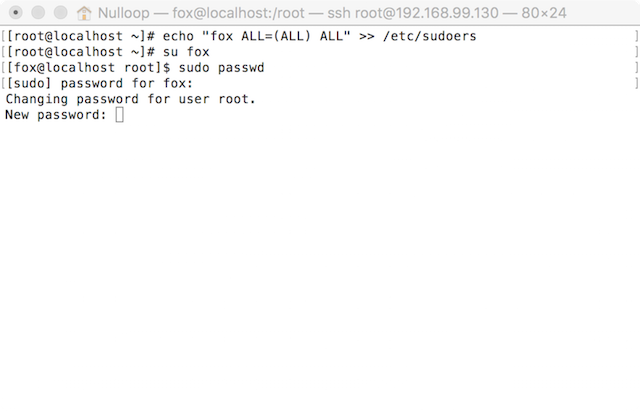 Nulloop — fox@localhost:/root — ssh root@192.168.99.130 — 80×24
[[root@localhost ~]# echo "fox ALL=(ALL) ALL" >> /etc/sudoers ]
[[root@localhost ~]# su fox ]
[[fox@localhost root]$ sudo passwd ]
[[sudo] password for fox: ]
Changing password for user root.
New password: